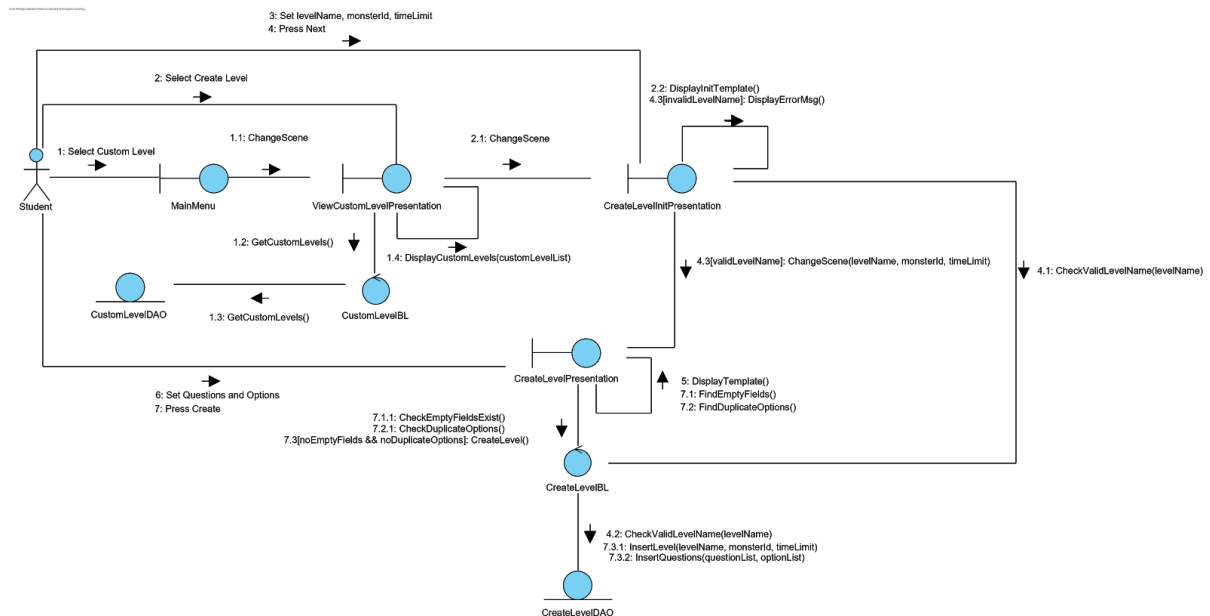 3: Set levelName, monsterId, timeLimit
4: Press Next
2: Select Create Level
2.2: DisplayInitTemplate()
4.3[invalidLevelName]: DisplayErrorMsg()
1.1: ChangeScene
2.1: ChangeScene
1: Select Custom Level
Student
MainMenu
ViewCustomLevelPresentation
CreateLevelInitPresentation
1.2: GetCustomLevels()
1.4: DisplayCustomLevels(customLevelList)
4.3[validLevelName]: ChangeScene(levelName, monsterId, timeLimit)
4.1: CheckValidLevelName(levelName)
CustomLevelDAO
1.3: GetCustomLevels()
CustomLevelBL
CreateLevelPresentation
5: DisplayTemplate()
7.1: FindEmptyFields()
7.2: FindDuplicateOptions()
6: Set Questions and Options
7: Press Create
7.1.1: CheckEmptyFieldsExist()
7.2.1: CheckDuplicateOptions()
7.3[noEmptyFields && noDuplicateOptions]: CreateLevel()
CreateLevelBL
4.2: CheckValidLevelName(levelName)
7.3.1: InsertLevel(levelName, monsterId, timeLimit)
7.3.2: InsertQuestions(questionList, optionList)
CreateLevelDAO